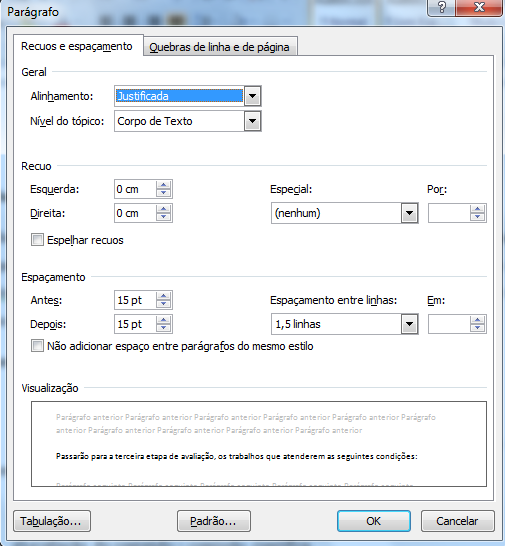 Parágrafo
Recuos e espaçamento
Quebras de linha e de página
Geral
Alinhamento: Justificada
Nível do tópico: Corpo de Texto
Recuo
Esquerda: 0 cm Especial: Por:
Direita: 0 cm (nenhum)
Espelhar recuos
Espaçamento
Antes: 15 pt Espaçamento entre linhas: Em:
Depois: 15 pt 1,5 linhas
Não adicionar espaço entre parágrafos do mesmo estilo
Visualização
Parágrafo anterior Parágrafo anterior Parágrafo anterior Parágrafo anterior Parágrafo anterior Parágrafo
anterior Parágrafo anterior Parágrafo anterior Parágrafo anterior Parágrafo anterior
Passarão para a terceira etapa de avaliação, os trabalhos que atenderem as seguintes condições:
Tabulação... Padrão... OK Cancelar